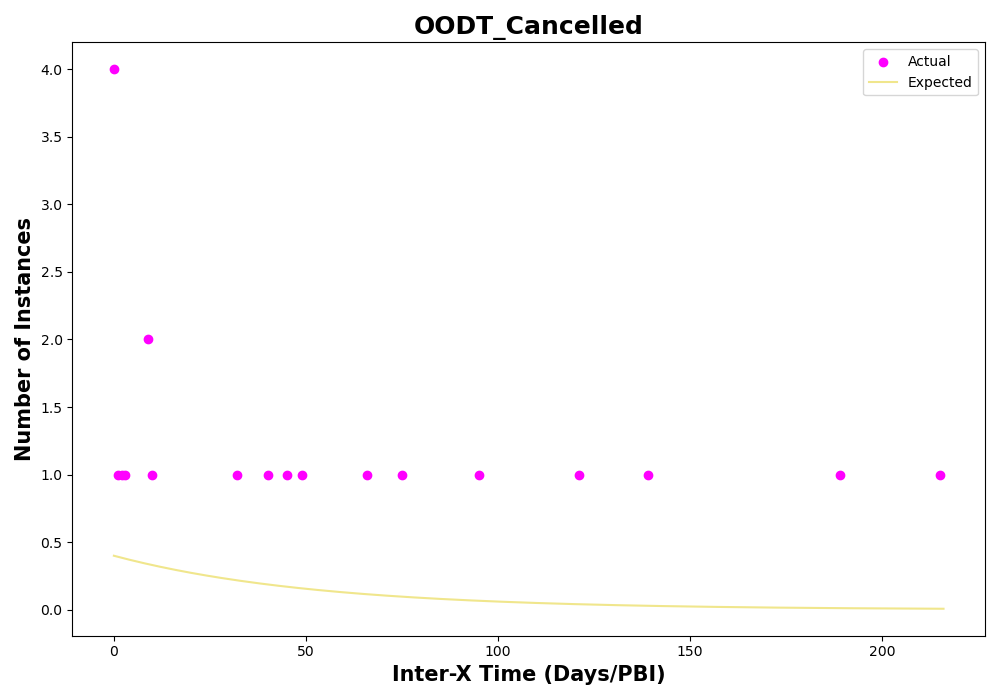 OODT_Cancelled
Actual
Expected
Number of Instances
4.0
3.5
3.0
2.5
2.0
1.5
1.0
0.5
0.0
0 50 100 150 200
Inter-X Time (Days/PBI)